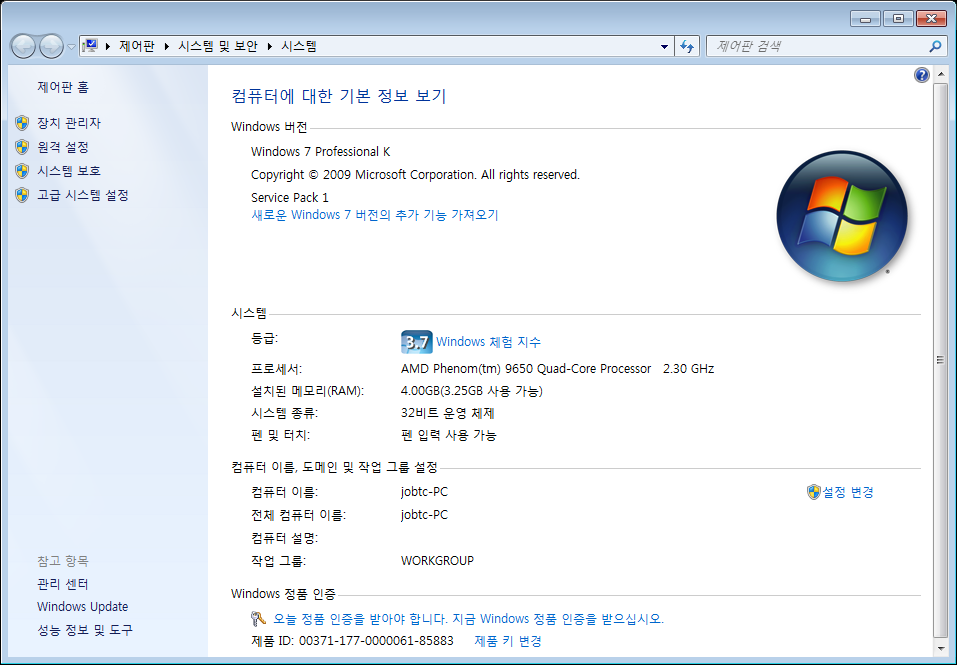 제어판 ▸ 시스템 및 보안 ▸ 시스템
제어판 검색
제어판 홈
장치 관리자
원격 설정
시스템 보호
고급 시스템 설정
참고 항목
관리 센터
Windows Update
성능 정보 및 도구
컴퓨터에 대한 기본 정보 보기
Windows 버전
Windows 7 Professional K
Copyright © 2009 Microsoft Corporation. All rights reserved.
Service Pack 1
새로운 Windows 7 버전의 추가 기능 가져오기
시스템
등급: 3.7 Windows 체험 지수
프로세서: AMD Phenom(tm) 9650 Quad-Core Processor 2.30 GHz
설치된 메모리(RAM): 4.00GB(3.25GB 사용 가능)
시스템 종류: 32비트 운영 체제
펜 및 터치: 펜 입력 사용 가능
컴퓨터 이름, 도메인 및 작업 그룹 설정
컴퓨터 이름: jobtc-PC 설정 변경
전체 컴퓨터 이름: jobtc-PC
컴퓨터 설명:
작업 그룹: WORKGROUP
Windows 정품 인증
오늘 정품 인증을 받아야 합니다. 지금 Windows 정품 인증을 받으십시오.
제품 ID: 00371-177-0000061-85883 제품 키 변경